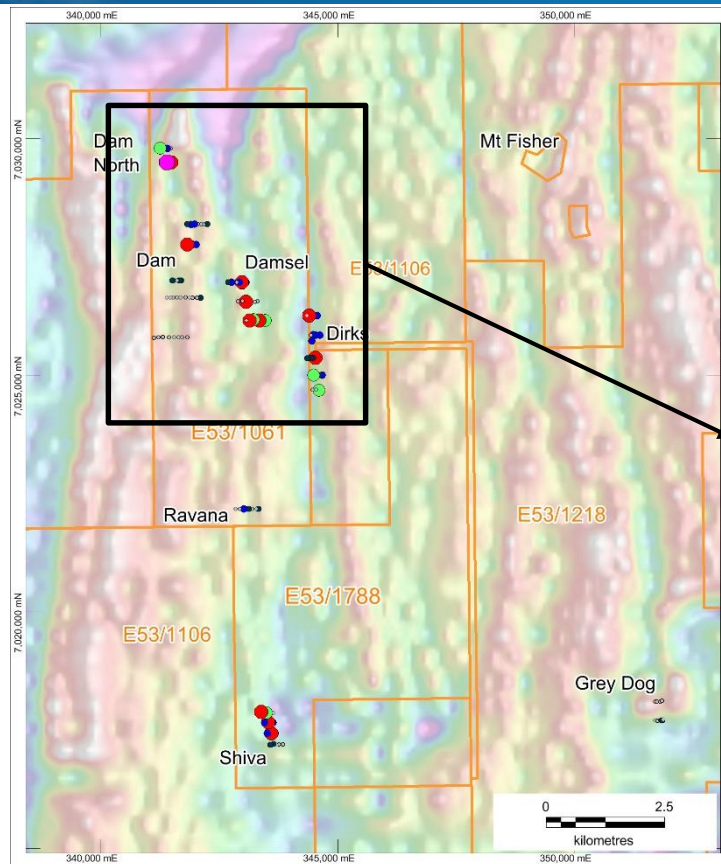 340,000 mE
345,000 mE
350,000 mE
7,030,000 mN
Dam
North
Mt Fisher
Dam
Damsel
E53/1106
Dirks
7,025,000 mN
E53/1061
Ravana
E53/1218
E53/1788
7,020,000 mN
E53/1106
Grey Dog
Shiva
0
2.5
kilometres
340,000 mE
345,000 mE
350,000 mE